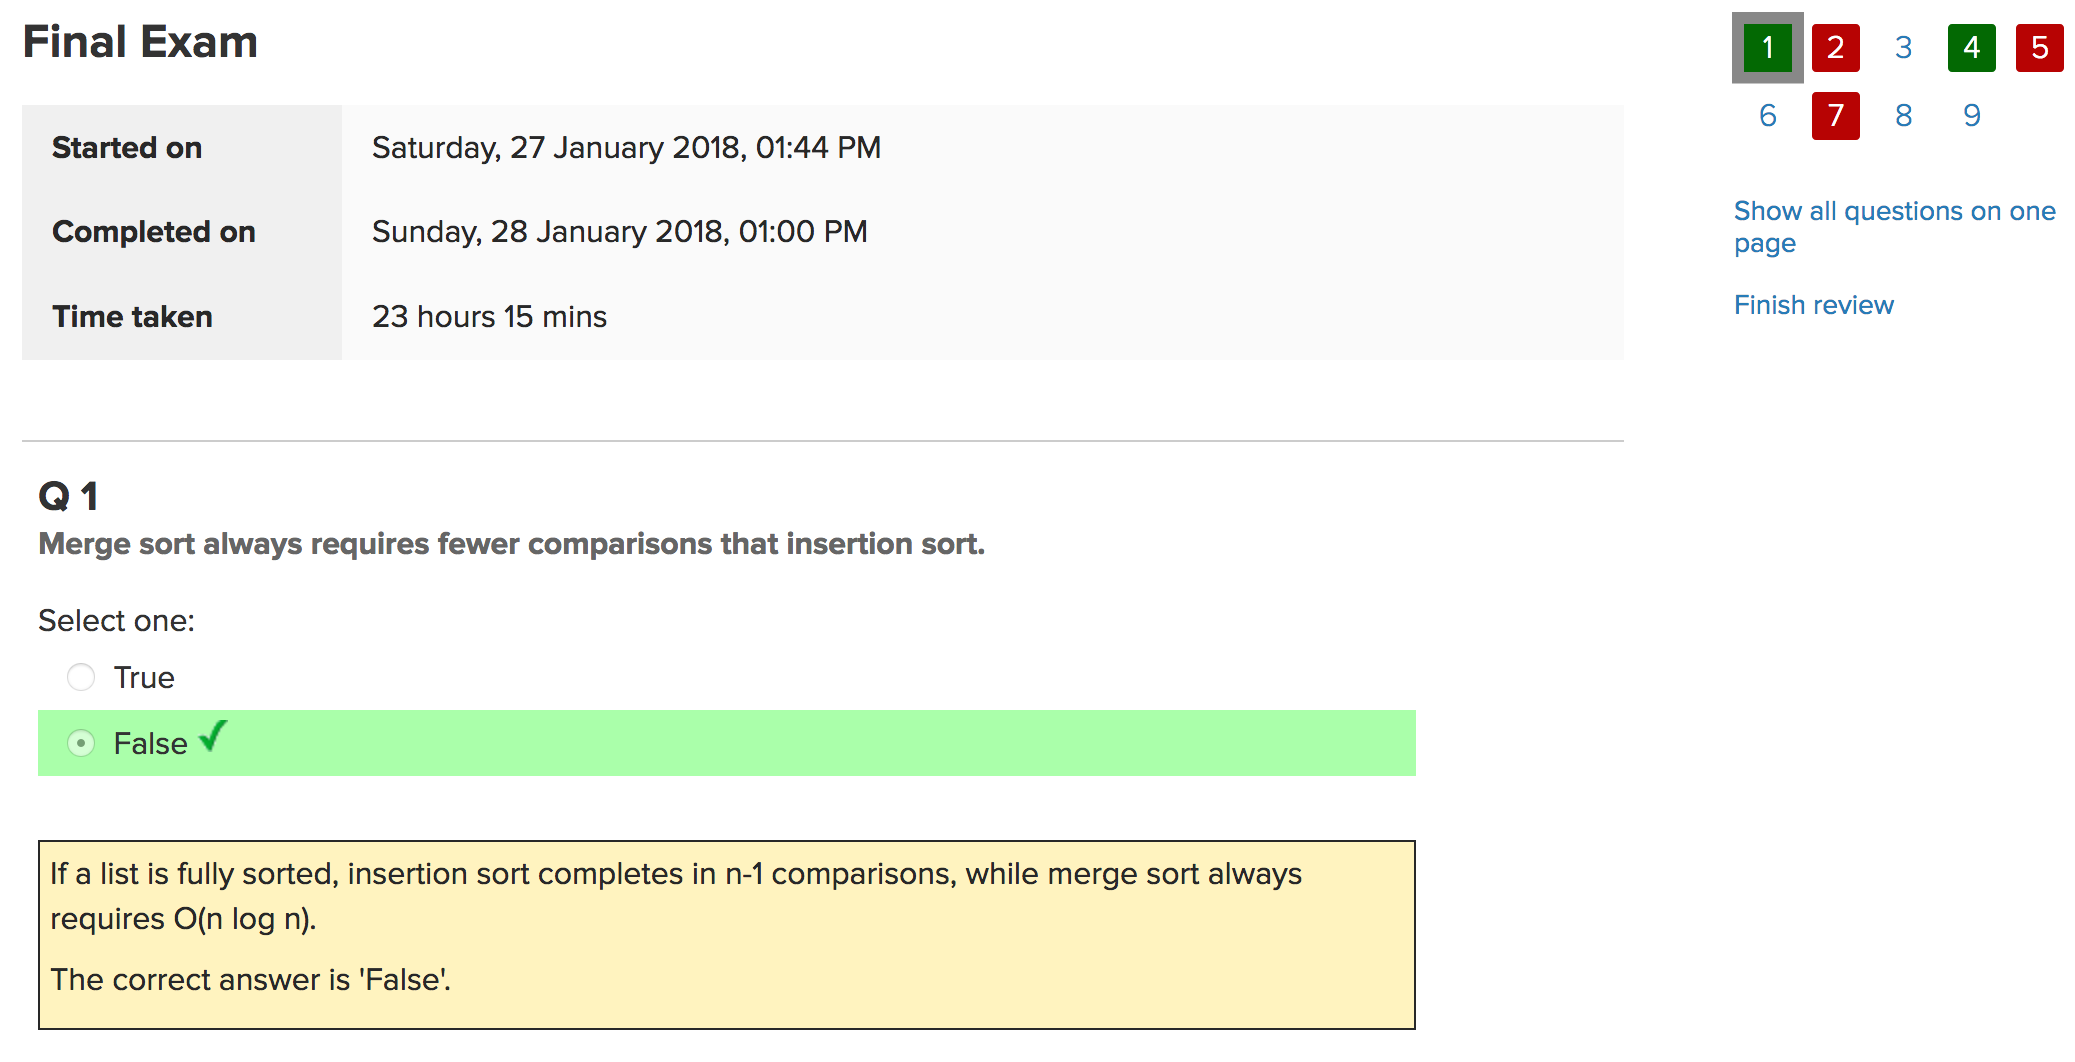 Final Exam
Started on Saturday, 27 January 2018, 01:44 PM
Completed on Sunday, 28 January 2018, 01:00 PM
Time taken 23 hours 15 mins
1 2 3 4 5
6 7 8 9
Show all questions on one
page
Finish review
Q 1
Merge sort always requires fewer comparisons that insertion sort.
Select one:
True
False
If a list is fully sorted, insertion sort completes in n-1 comparisons, while merge sort always
requires O(n log n).
The correct answer is 'False'.